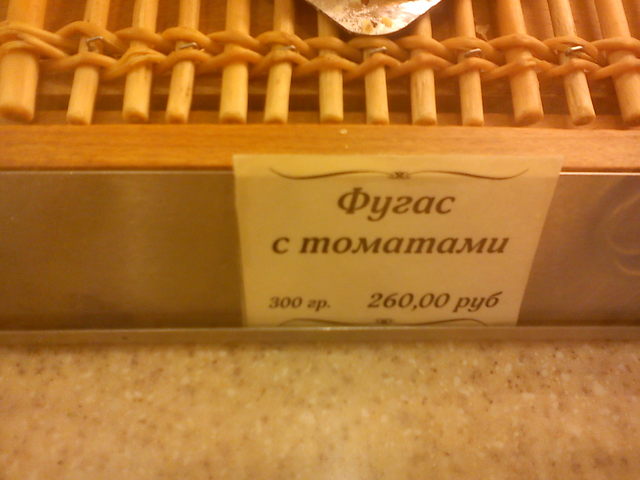 Фугас
с томатами
300 гр. 260,00 руб